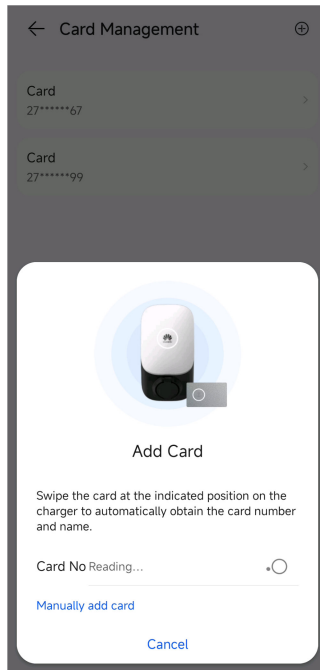 Card Management
Card
27******67
Card
27******99
Add Card
Swipe the card at the indicated position on the
charger to automatically obtain the card number
and name.
Card No Reading...
Manually add card
Cancel